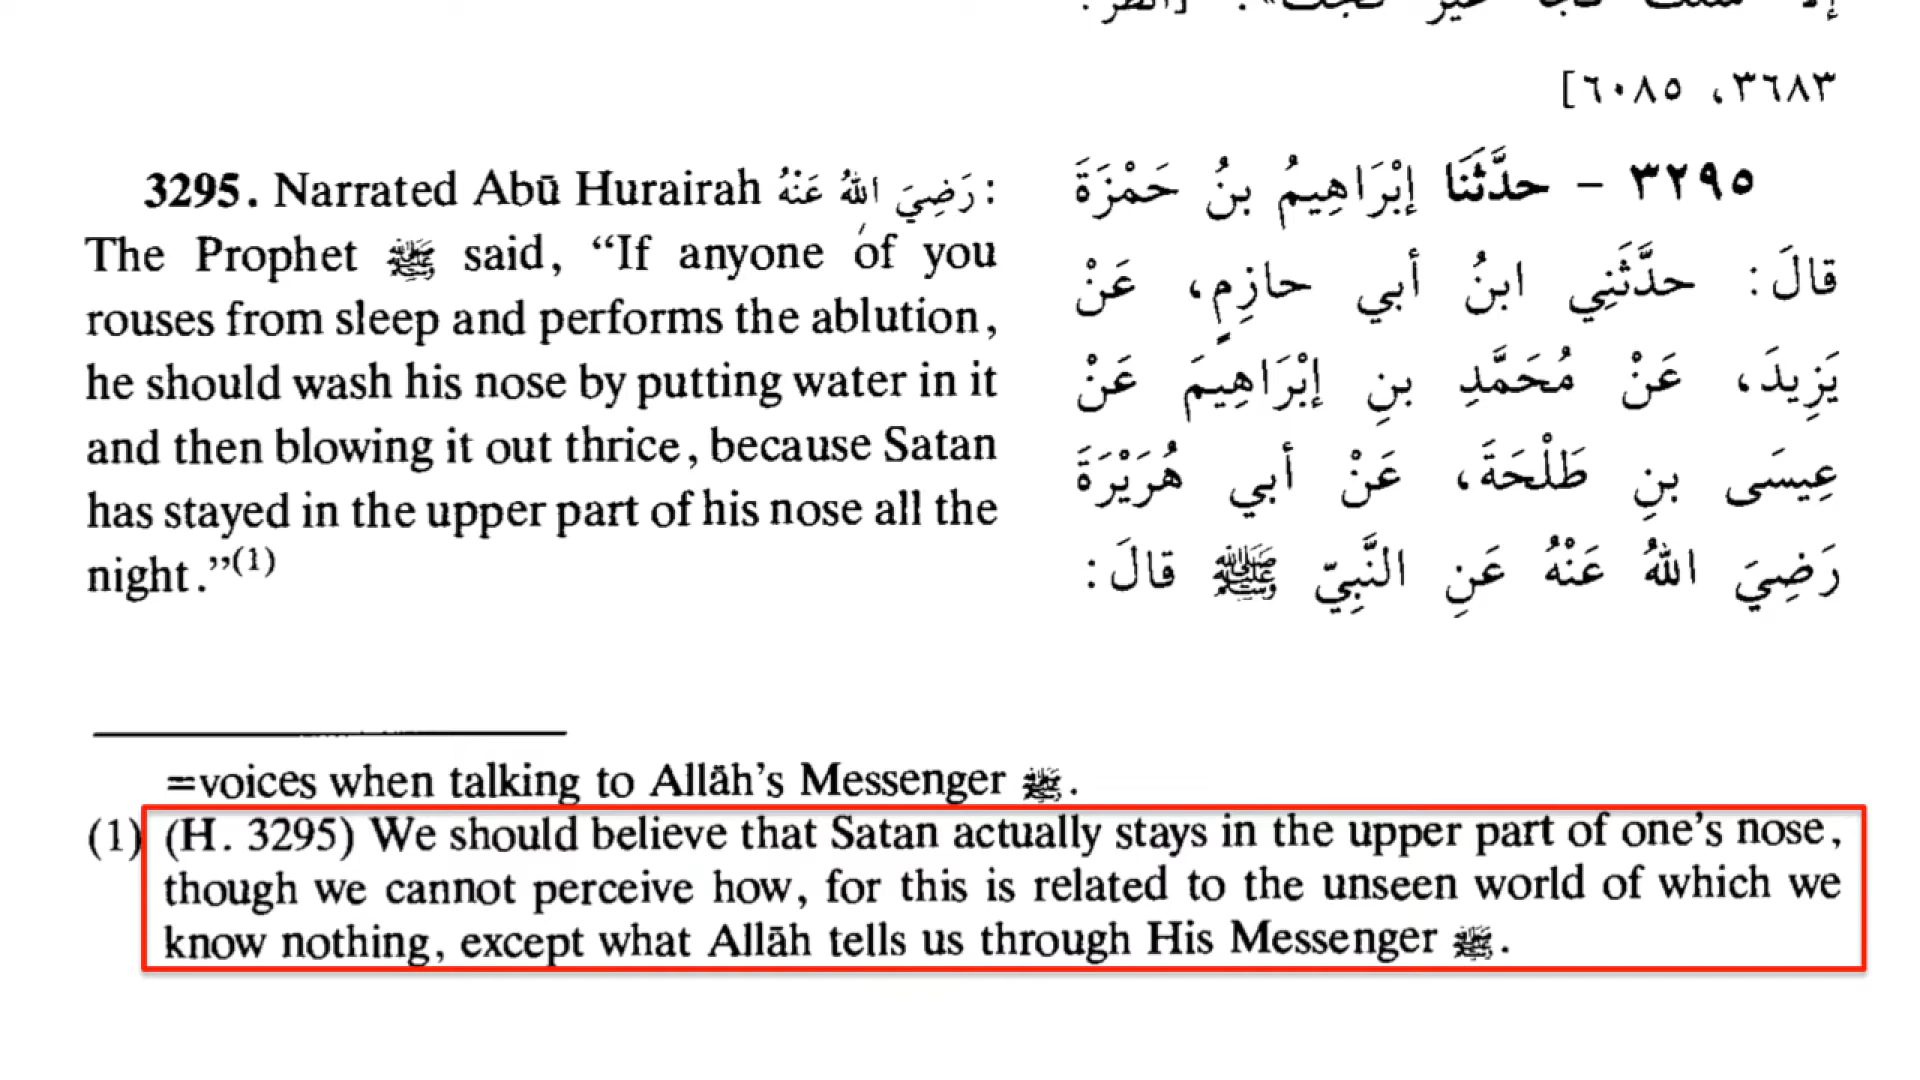 3295. Narrated Abū Hurairah رَضِيَ اللهُ عَنْهُ:
The Prophet ﷺ said, “If anyone of you
rouses from sleep and performs the ablution,
he should wash his nose by putting water in it
and then blowing it out thrice, because Satan
has stayed in the upper part of his nose all the
night.”(1)
٣٦٨٣، ٦٠٨٥]
٣٢٩٥ - حدَّثَنَا إبْرَاهِيمُ بنُ حَمْزَةَ
قالَ: حدَّثَنِي ابنُ أبي حازِمٍ، عَنْ
يَزِيدَ، عَنْ مُحَمَّدِ بنِ إبْرَاهِيمَ عَنْ
عِيسَى بنِ طَلْحَةَ، عَنْ أبي هُرَيْرَةَ
رَضِيَ اللهُ عَنْهُ عَنِ النَّبِيّ ﷺ قالَ:
=voices when talking to Allāh’s Messenger ﷺ.
(1) (H. 3295) We should believe that Satan actually stays in the upper part of one’s nose,
though we cannot perceive how, for this is related to the unseen world of which we
know nothing, except what Allāh tells us through His Messenger ﷺ.